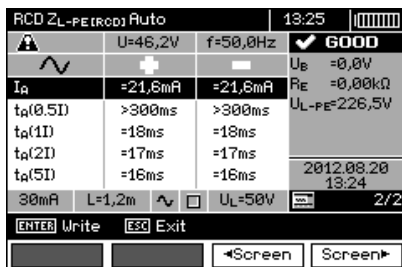 RCD ZL-PE[RCD] Auto 13:25
U=46,2V f=50,0Hz ✔ GOOD
UB =0,0V
IA =21,6mA =21,6mA RE =0,00kΩ
tA(0.5I) >300ms >300ms UL-PE=226,5V
tA(1I) =18ms =18ms
tA(2I) =17ms =17ms
tA(5I) =16ms =16ms 2012.08.20
13:24
30mA L=1,2m UL=50V 2/2
ENTER Write ESC Exit
◄Screen Screen►